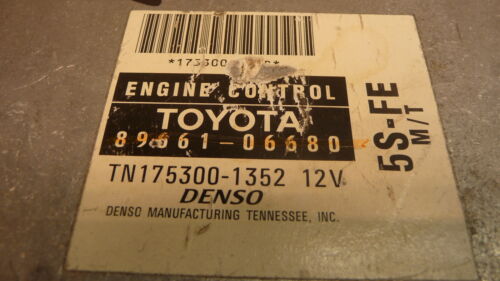 ENGINE CONTROL
TOYOTA
89661-06680
TN175300-1352 12V
DENSO
DENSO MANUFACTURING TENNESSEE, INC.
5S-FE
M/T